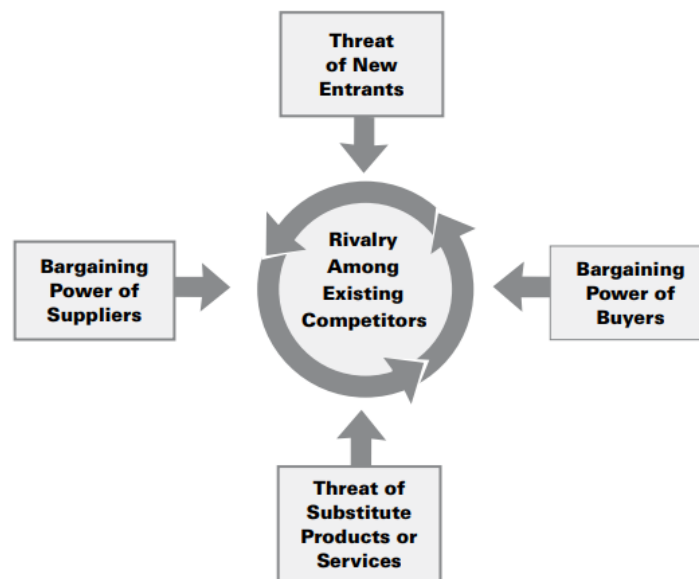 Threat
of New
Entrants
Bargaining
Power of
Suppliers
Rivalry
Among
Existing
Competitors
Bargaining
Power of
Buyers
Threat of
Substitute
Products or
Services